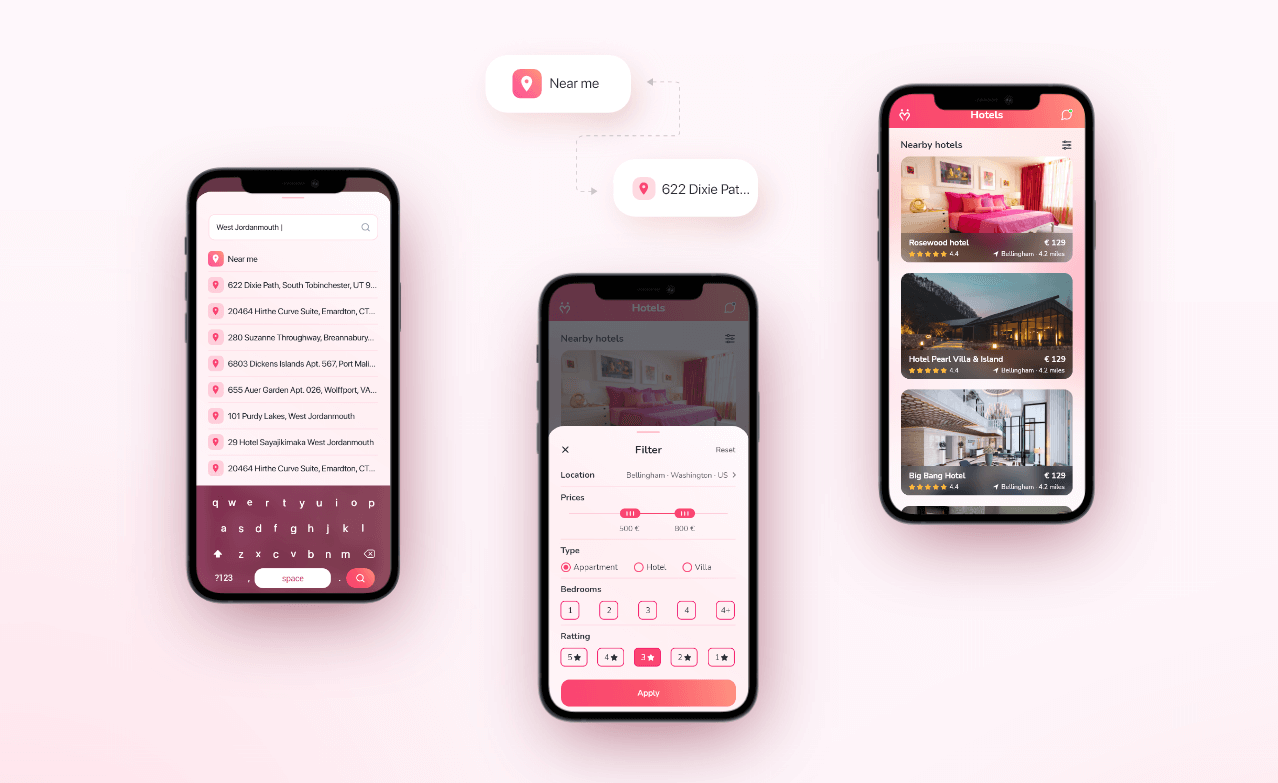 Near me
622 Dixie Pat...
West Jordanmouth |
Near me
622 Dixie Path, South Tobinchester, UT 9...
20464 Hirthe Curve Suite, Emardton, CT...
280 Suzanne Throughway, Breannabury...
6803 Dickens Islands Apt. 567, Port Mali...
655 Auer Garden Apt. 026, Wolffport, VA...
101 Purdy Lakes, West Jordanmouth
29 Hotel Sayajikimaka West Jordanmouth
20464 Hirthe Curve Suite, Emardton, CT...
q w e r t y u i o p
a s d f g h j k l
z x c v b n m
?123 , space .
Hotels
Nearby hotels
Filter Reset
Location Bellingham · Washington · US
Prices
500 € 800 €
Type
Appartment Hotel Villa
Bedrooms
1 2 3 4 4+
Ratting
5 4 3 2 1
Apply
Hotels
Nearby hotels
Rosewood hotel € 129
4.4 Bellingham · 4.2 miles
Hotel Pearl Villa & Island € 129
4.4 Bellingham · 4.2 miles
Big Bang Hotel € 129
4.4 Bellingham · 4.2 miles